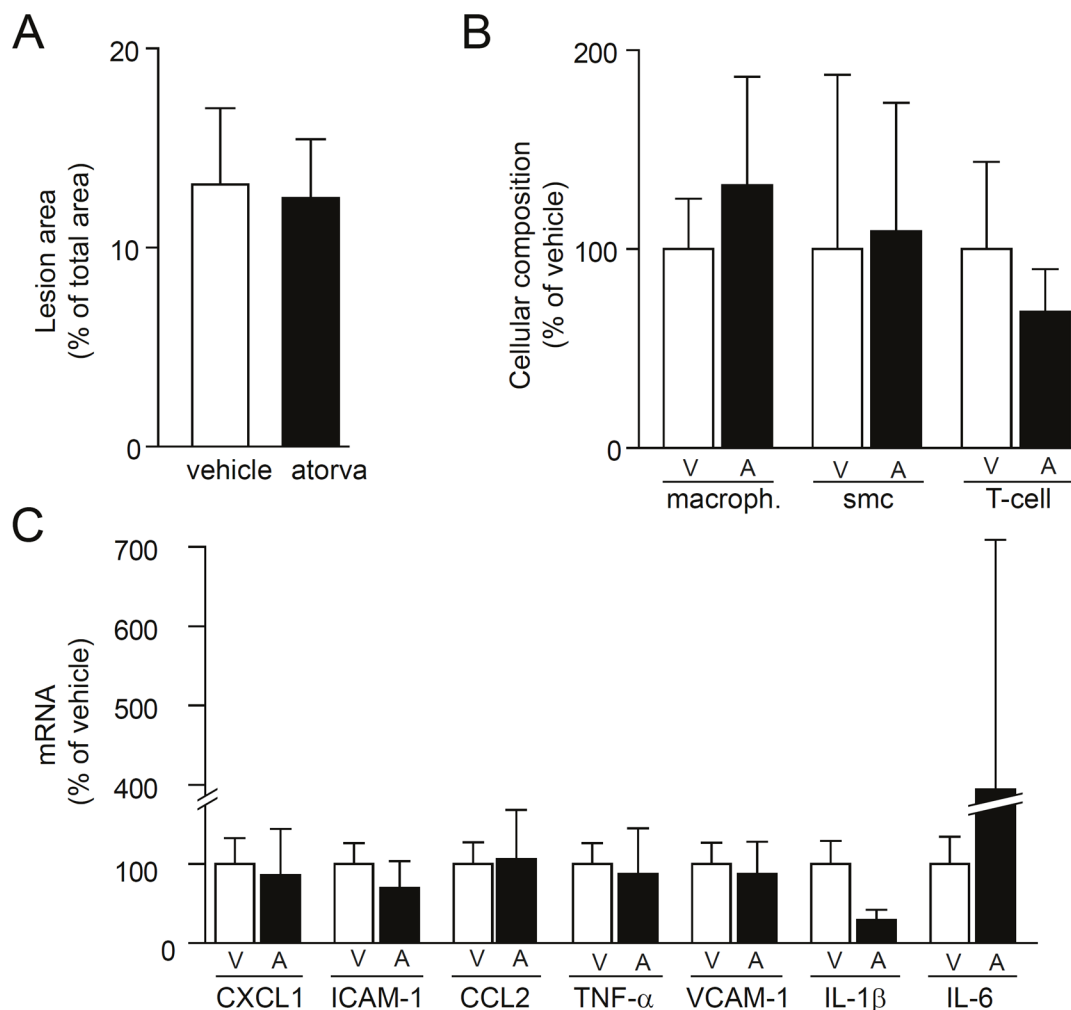 A
20
10
0
Lesion area
(% of total area)
vehicle atorva
B
200
100
0
Cellular composition
(% of vehicle)
V A V A V A
macroph. smc T-cell
C
700
600
500
400
100
0
mRNA
(% of vehicle)
V A V A V A V A V A V A V A
CXCL1 ICAM-1 CCL2 TNF-α VCAM-1 IL-1β IL-6